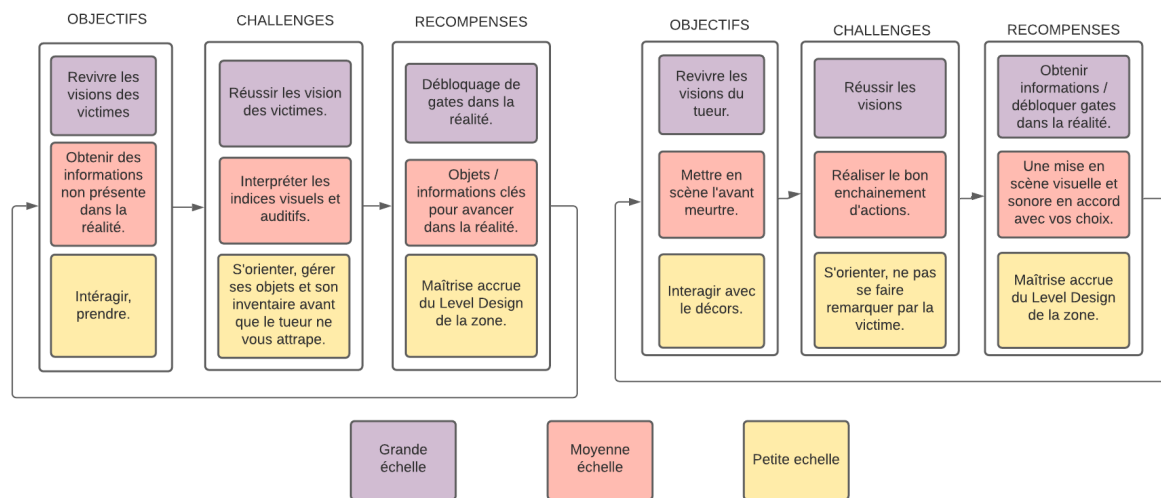 OBJECTIFS
CHALLENGES
RECOMPENSES
Revivre les
visions des
victimes
Réussir les vision
des victimes.
Débloquage de
gates dans la
réalité.
Obtenir des
informations
non présente
dans la
réalité.
Interpréter les
indices visuels et
auditifs.
Objets /
informations clés
pour avancer
dans la réalité.
Intéragir,
prendre.
S'orienter, gérer
ses objets et son
inventaire avant
que le tueur ne
vous attrape.
Maîtrise accrue
du Level Design
de la zone.
OBJECTIFS
CHALLENGES
RECOMPENSES
Revivre les
visions du
tueur.
Réussir les
visions
Obtenir
informations /
débloquer gates
dans la réalité.
Mettre en
scène l'avant
meurtre.
Réaliser le bon
enchainement
d'actions.
Une mise en
scène visuelle et
sonore en accord
avec vos choix.
Interagir avec
le décors.
S'orienter, ne pas
se faire
remarquer par la
victime.
Maîtrise accrue
du Level Design
de la zone.
Grande
échelle
Moyenne
échelle
Petite echelle